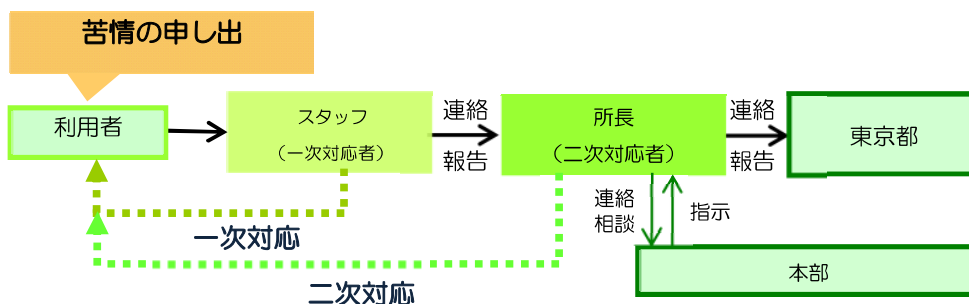 苦情の申し出
利用者
スタッフ
（一次対応者）
連絡
報告
所長
（二次対応者）
連絡
報告
東京都
連絡
相談
指示
一次対応
本部
二次対応